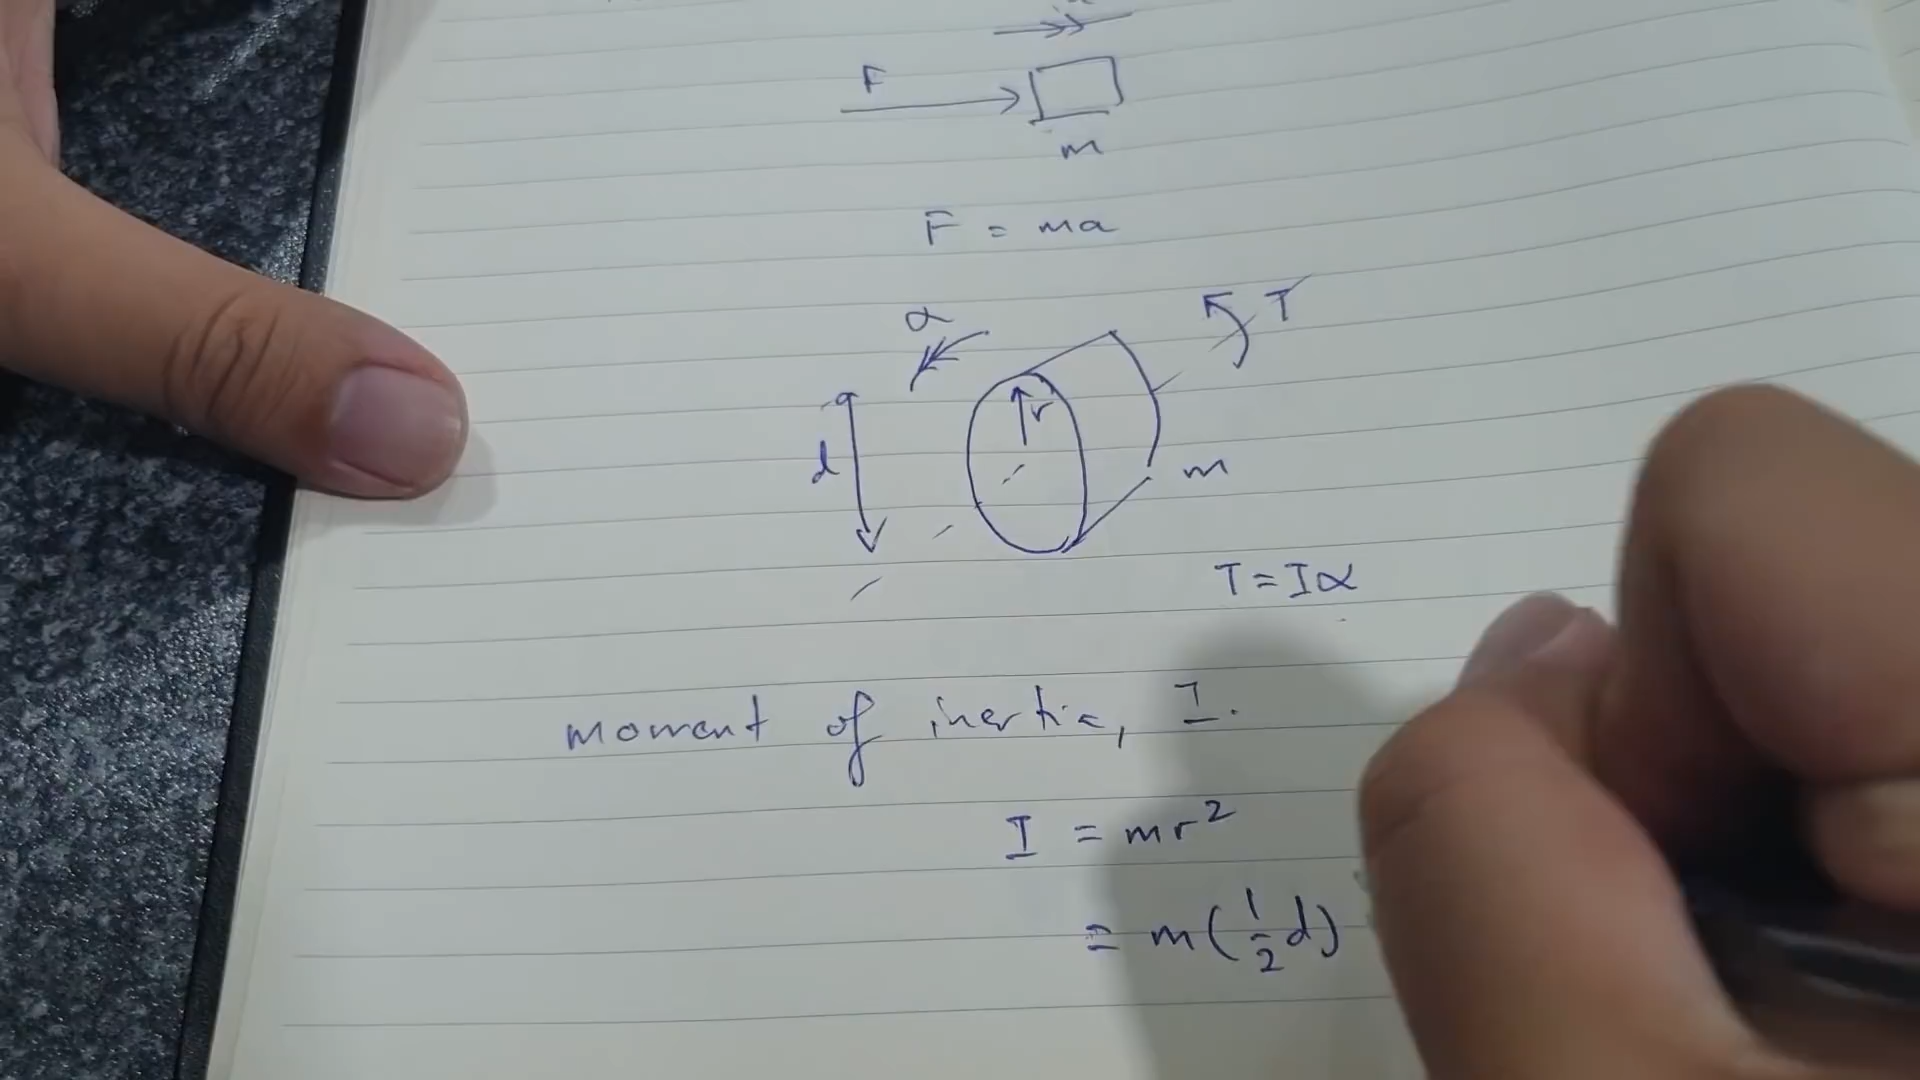 F
m
F = ma
α
T
r
d
m
T = Iα
moment of inertia, I.
I = mr²
= m(½d)